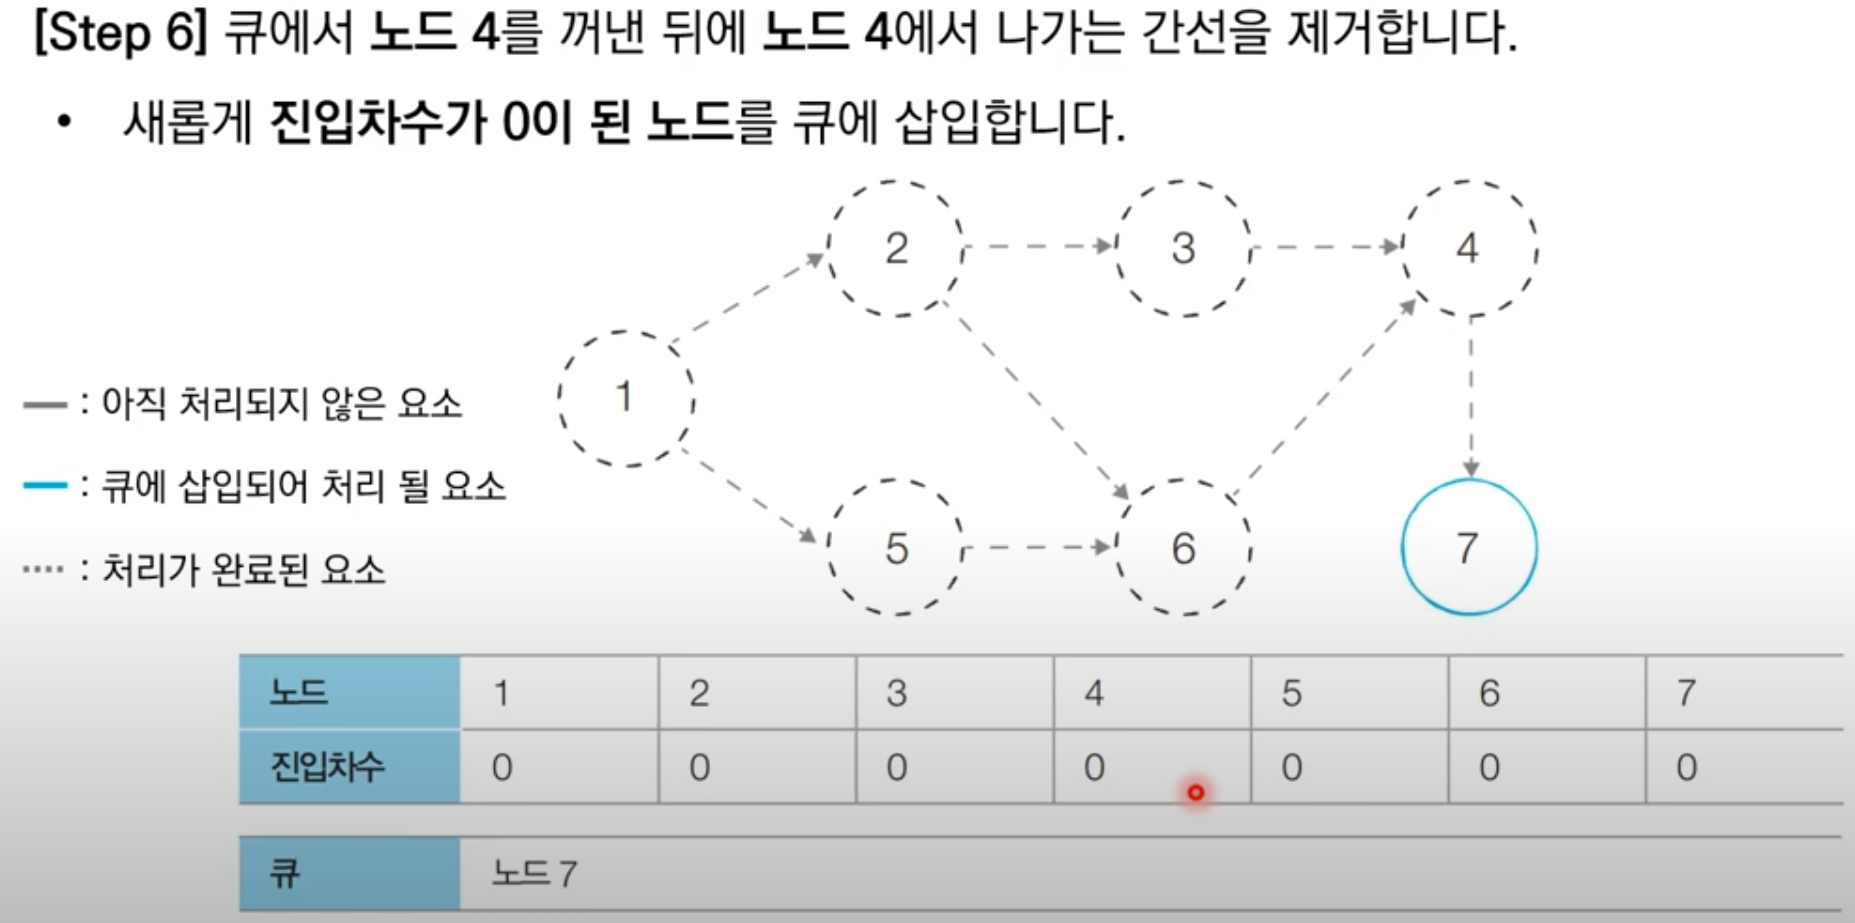 [Step 6] 큐에서 노드 4를 꺼낸 뒤에 노드 4에서 나가는 간선을 제거합니다.
• 새롭게 진입차수가 0이 된 노드를 큐에 삽입합니다.
2 3 4
1
— : 아직 처리되지 않은 요소
— : 큐에 삽입되어 처리 될 요소
5 6 7
···· : 처리가 완료된 요소
노드 1 2 3 4 5 6 7
진입차수 0 0 0 0 0 0 0
큐 노드 7